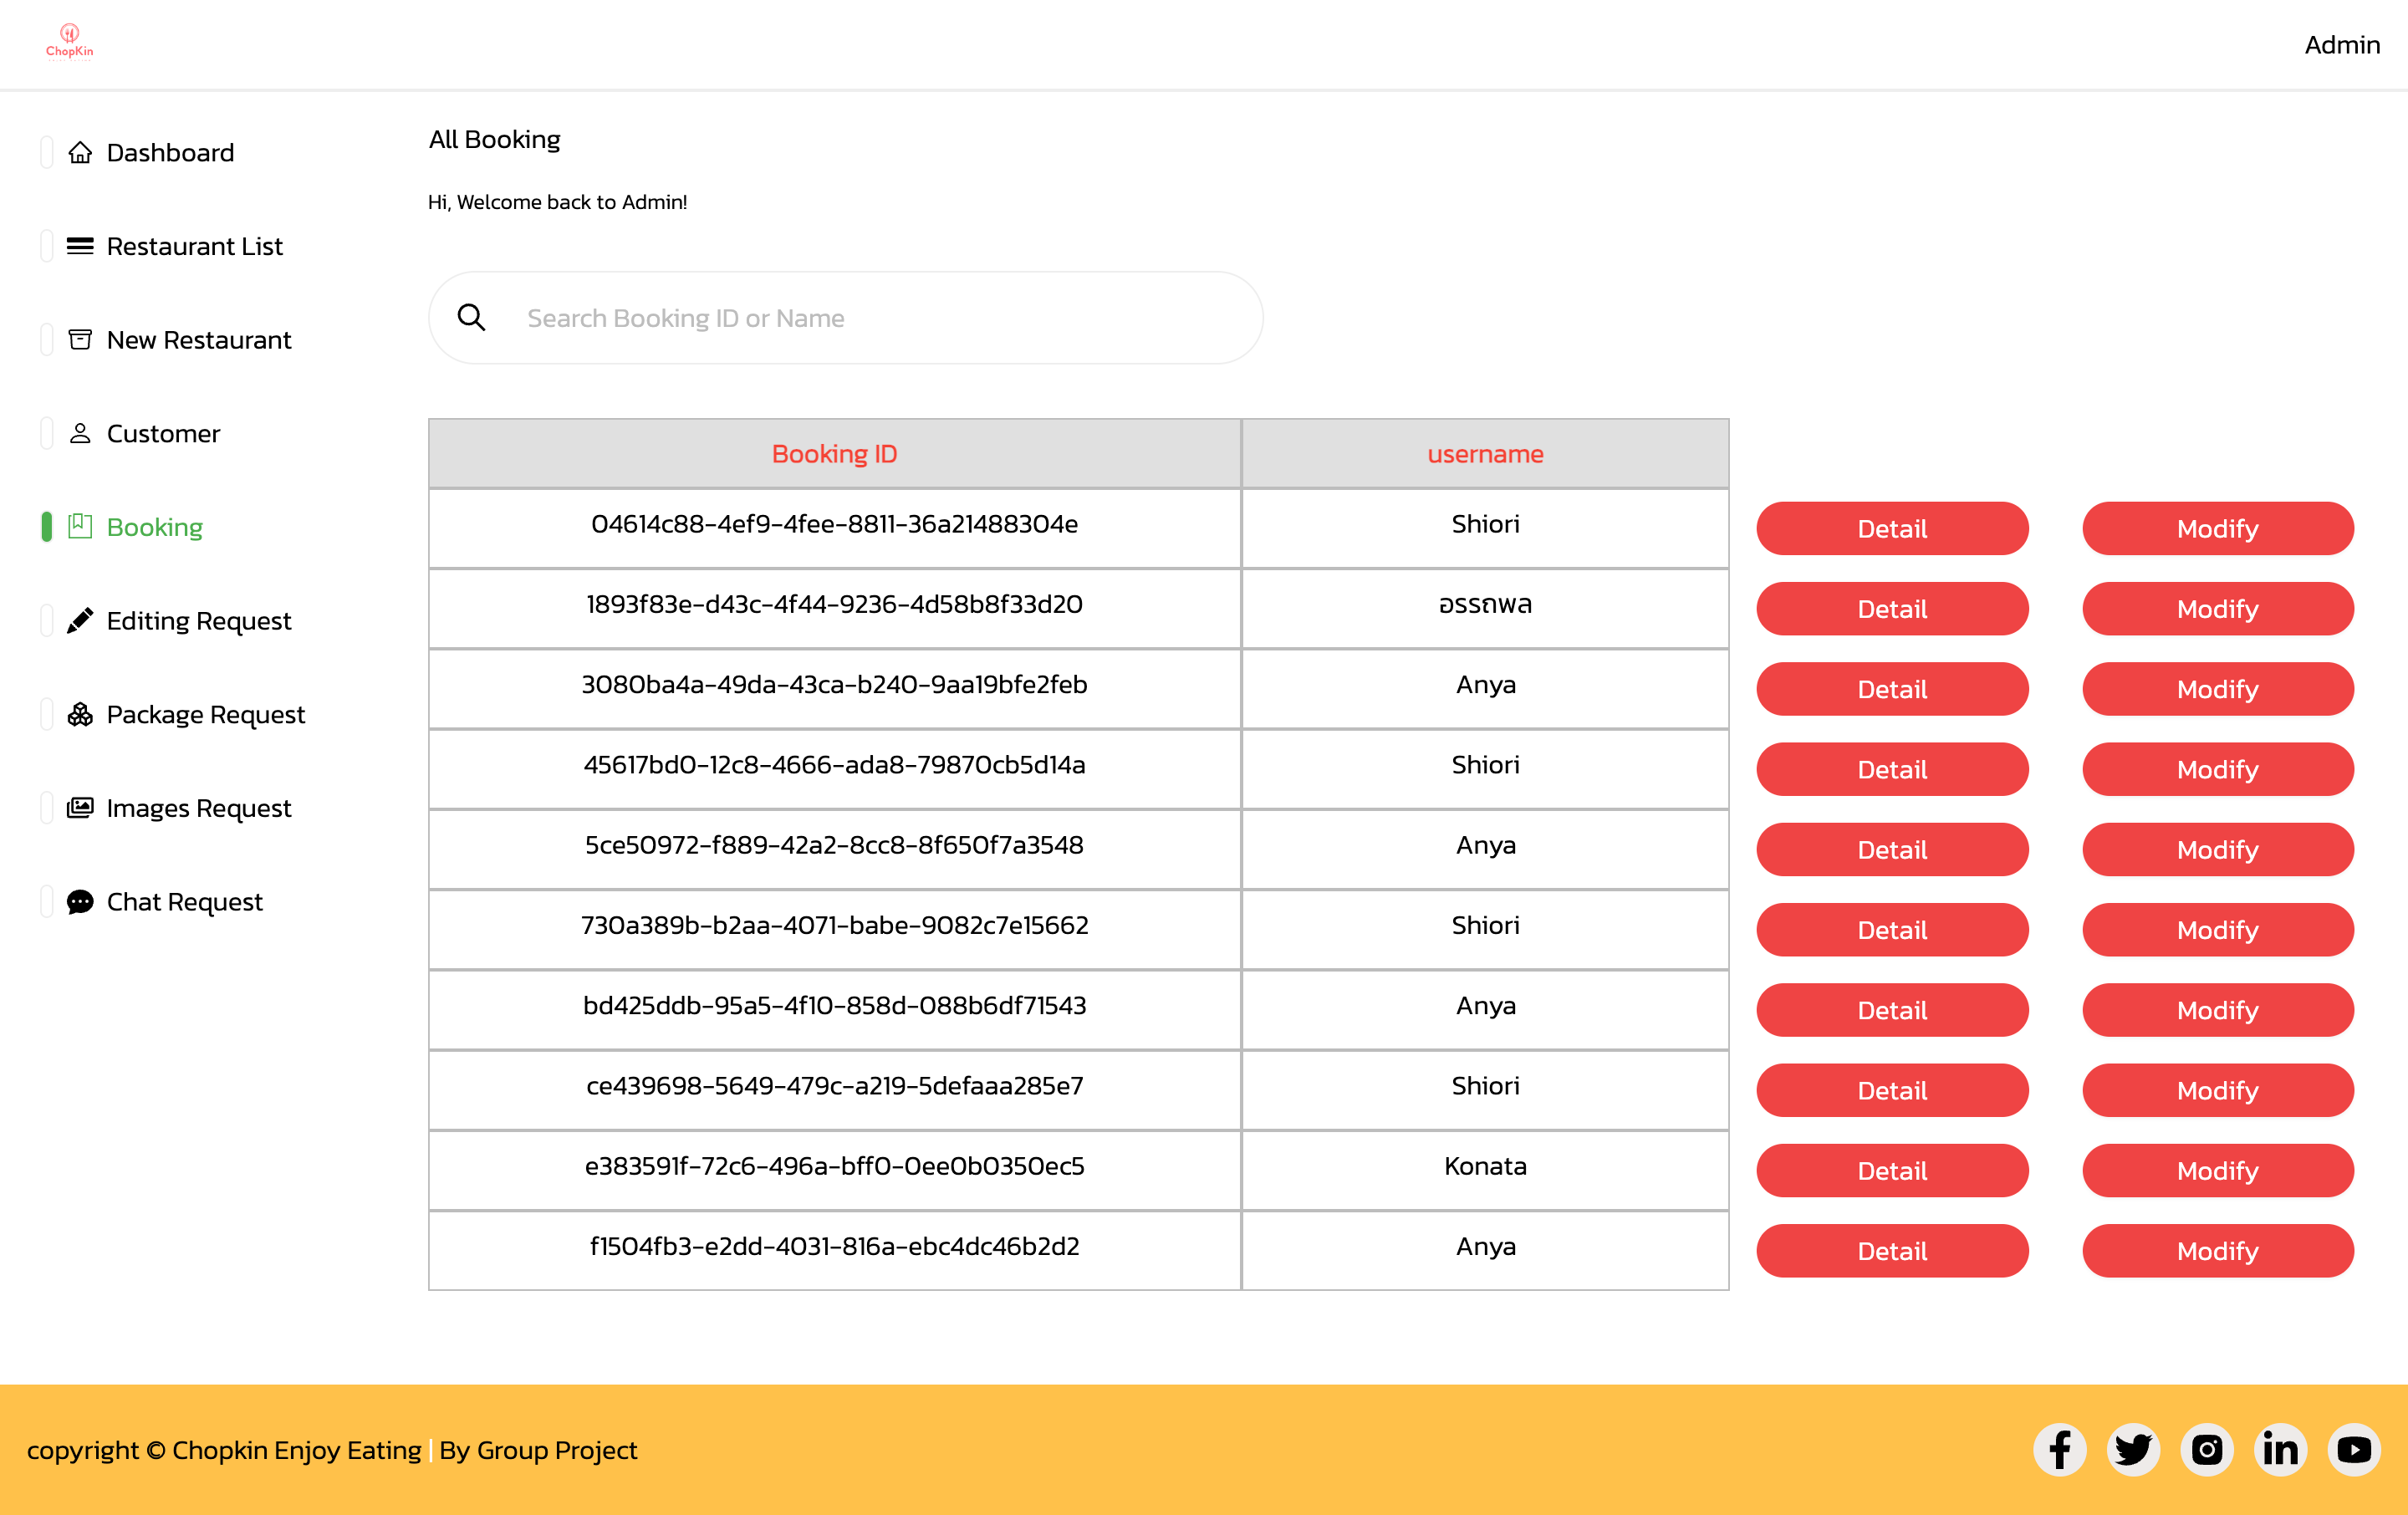 ChopKin
Admin
Dashboard
Restaurant List
New Restaurant
Customer
Booking
Editing Request
Package Request
Images Request
Chat Request
All Booking
Hi, Welcome back to Admin!
Search Booking ID or Name
Booking ID username
04614c88-4ef9-4fee-8811-36a21488304e Shiori Detail Modify
1893f83e-d43c-4f44-9236-4d58b8f33d20 อรรถพล Detail Modify
3080ba4a-49da-43ca-b240-9aa19bfe2feb Anya Detail Modify
45617bd0-12c8-4666-ada8-79870cb5d14a Shiori Detail Modify
5ce50972-f889-42a2-8cc8-8f650f7a3548 Anya Detail Modify
730a389b-b2aa-4071-babe-9082c7e15662 Shiori Detail Modify
bd425ddb-95a5-4f10-858d-088b6df71543 Anya Detail Modify
ce439698-5649-479c-a219-5defaaa285e7 Shiori Detail Modify
e383591f-72c6-496a-bff0-0ee0b0350ec5 Konata Detail Modify
f1504fb3-e2dd-4031-816a-ebc4dc46b2d2 Anya Detail Modify
copyright © Chopkin Enjoy Eating | By Group Project